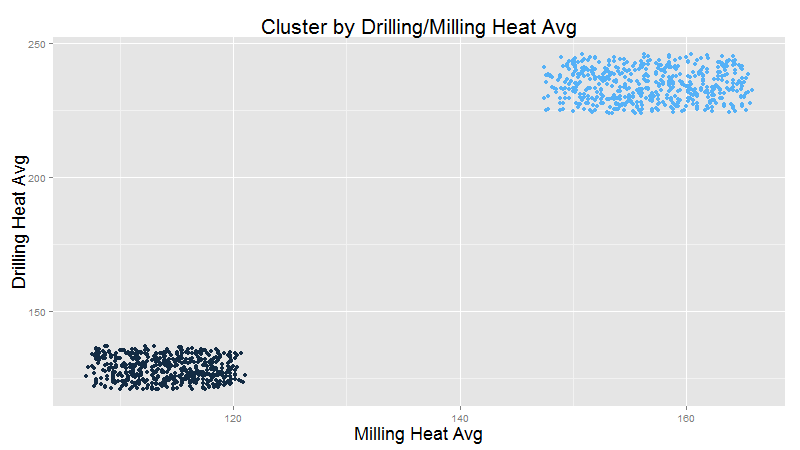 Cluster by Drilling/Milling Heat Avg
250
200
150
Drilling Heat Avg
120
140
160
Milling Heat Avg